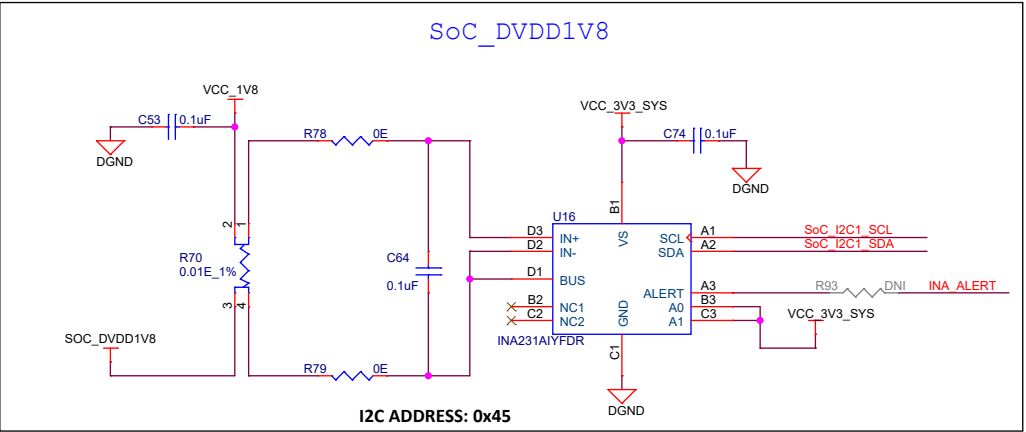 SoC_DVDD1V8
VCC_1V8
C53 0.1uF
DGND
R78 0E
VCC_3V3_SYS
C74 0.1uF
DGND
2 1
R70
0.01E_1%
3 4
SOC_DVDD1V8
C64
0.1uF
R79 0E
U16
B1
VS
D3 IN+
D2 IN-
D1 BUS
B2 NC1
C2 NC2
INA231AIYFDR
GND
C1
DGND
SCL A1 SoC_I2C1_SCL
SDA A2 SoC_I2C1_SDA
ALERT A3 R93 DNI INA_ALERT
A0 B3
A1 C3
VCC_3V3_SYS
I2C ADDRESS: 0x45